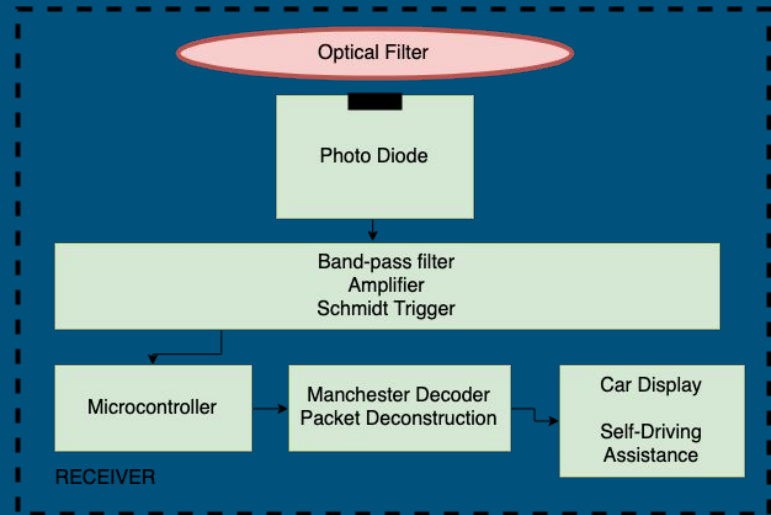 Optical Filter
Photo Diode
Band-pass filter
Amplifier
Schmidt Trigger
Microcontroller
Manchester Decoder
Packet Deconstruction
Car Display
Self-Driving
Assistance
RECEIVER